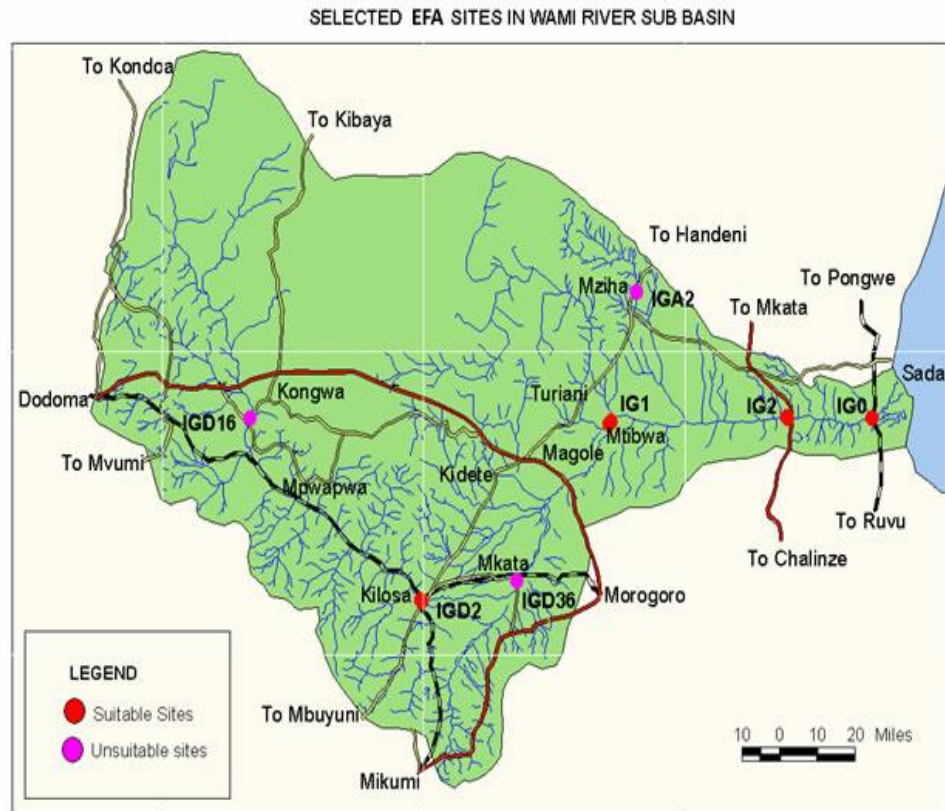 SELECTED EFA SITES IN WAMI RIVER SUB BASIN
To Kondoa
To Kibaya
To Handeni
To Pongwe
Mziha
IGA2
To Mkata
Sada
Dodoma
Kongwa
Turiani
IG1
IG2
IG0
IGD16
Mtibwa
To Mvumi
Kidete
Magole
Mpwapwa
To Ruvu
To Chalinze
Mkata
Kilosa
IGD2
IGD36
Morogoro
LEGEND
Suitable Sites
Unsuitable sites
To Mbuyuni
10 0 10 20 Miles
Mikumi